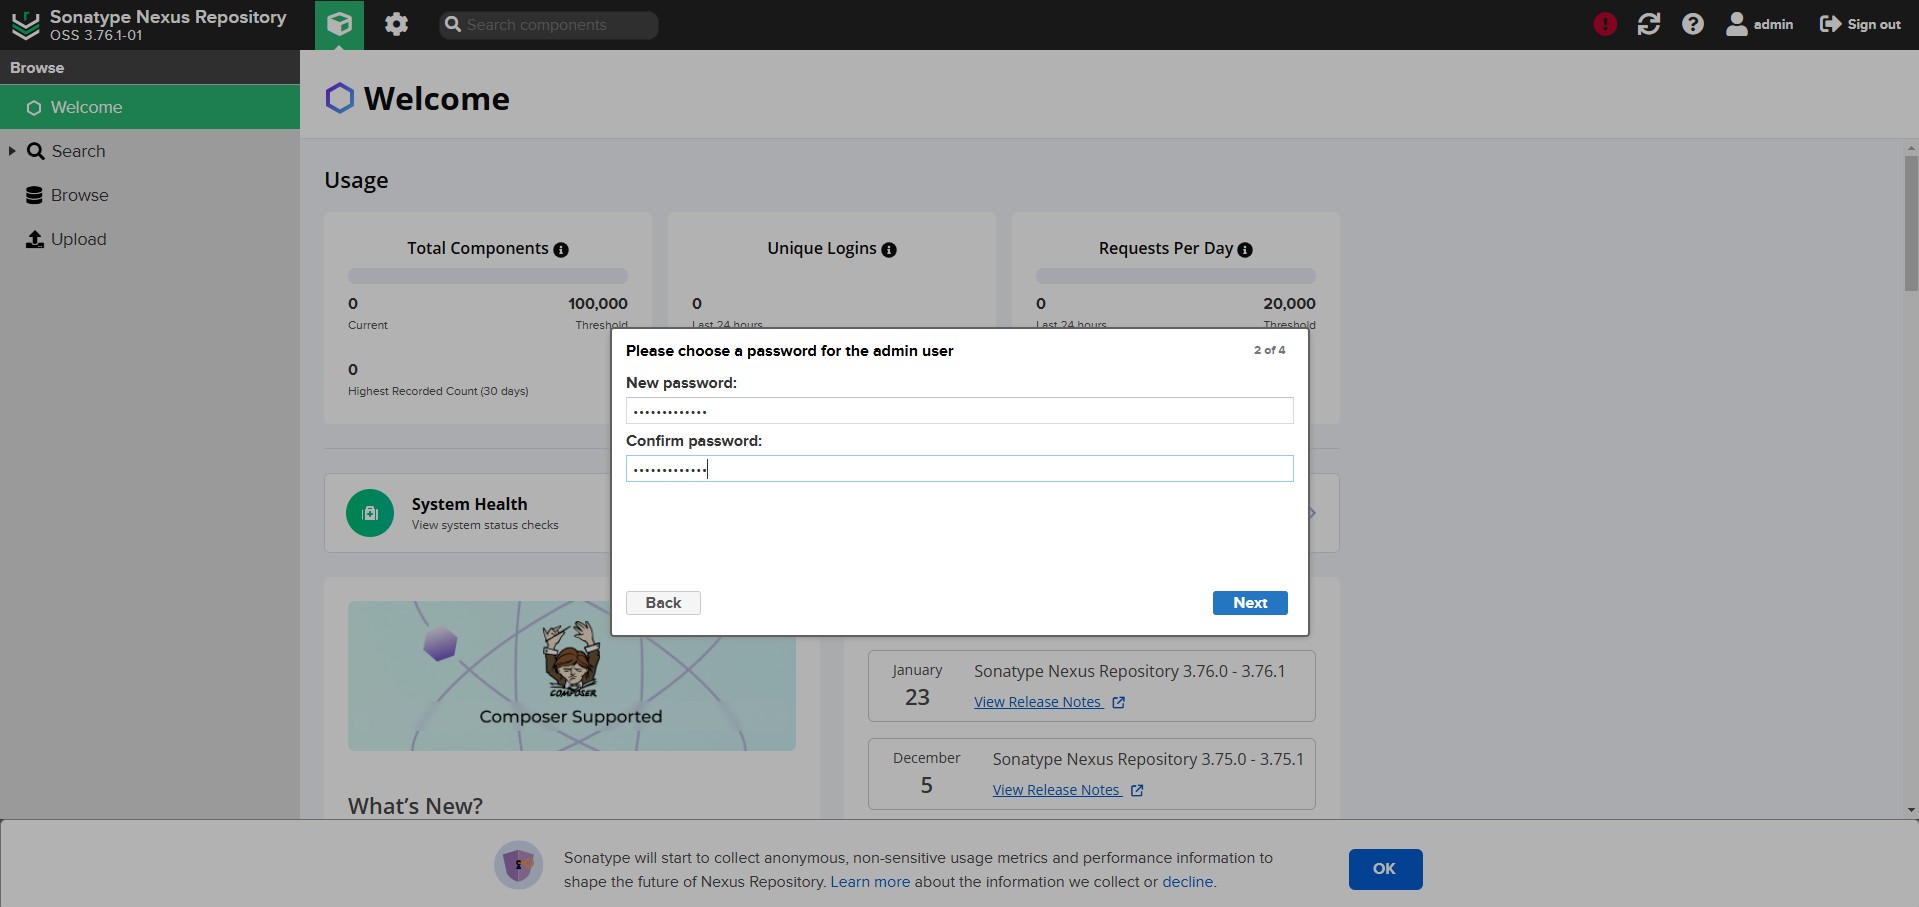 Sonatype Nexus Repository
OSS 3.76.1-01
Search components
admin
Sign out
Browse
Welcome
Search
Browse
Upload
Welcome
Usage
Total Components
0
100,000
Current
Threshold
0
Highest Recorded Count (30 days)
Unique Logins
0
Last 24 hours
Requests Per Day
0
20,000
Last 24 hours
Threshold
Please choose a password for the admin user
2 of 4
New password:
•••••••••••••
Confirm password:
•••••••••••••
Back
Next
System Health
View system status checks
COMPOSER
Composer Supported
What's New?
January
23
Sonatype Nexus Repository 3.76.0 - 3.76.1
View Release Notes
December
5
Sonatype Nexus Repository 3.75.0 - 3.75.1
View Release Notes
Sonatype will start to collect anonymous, non-sensitive usage metrics and performance information to
shape the future of Nexus Repository. Learn more about the information we collect or decline.
OK